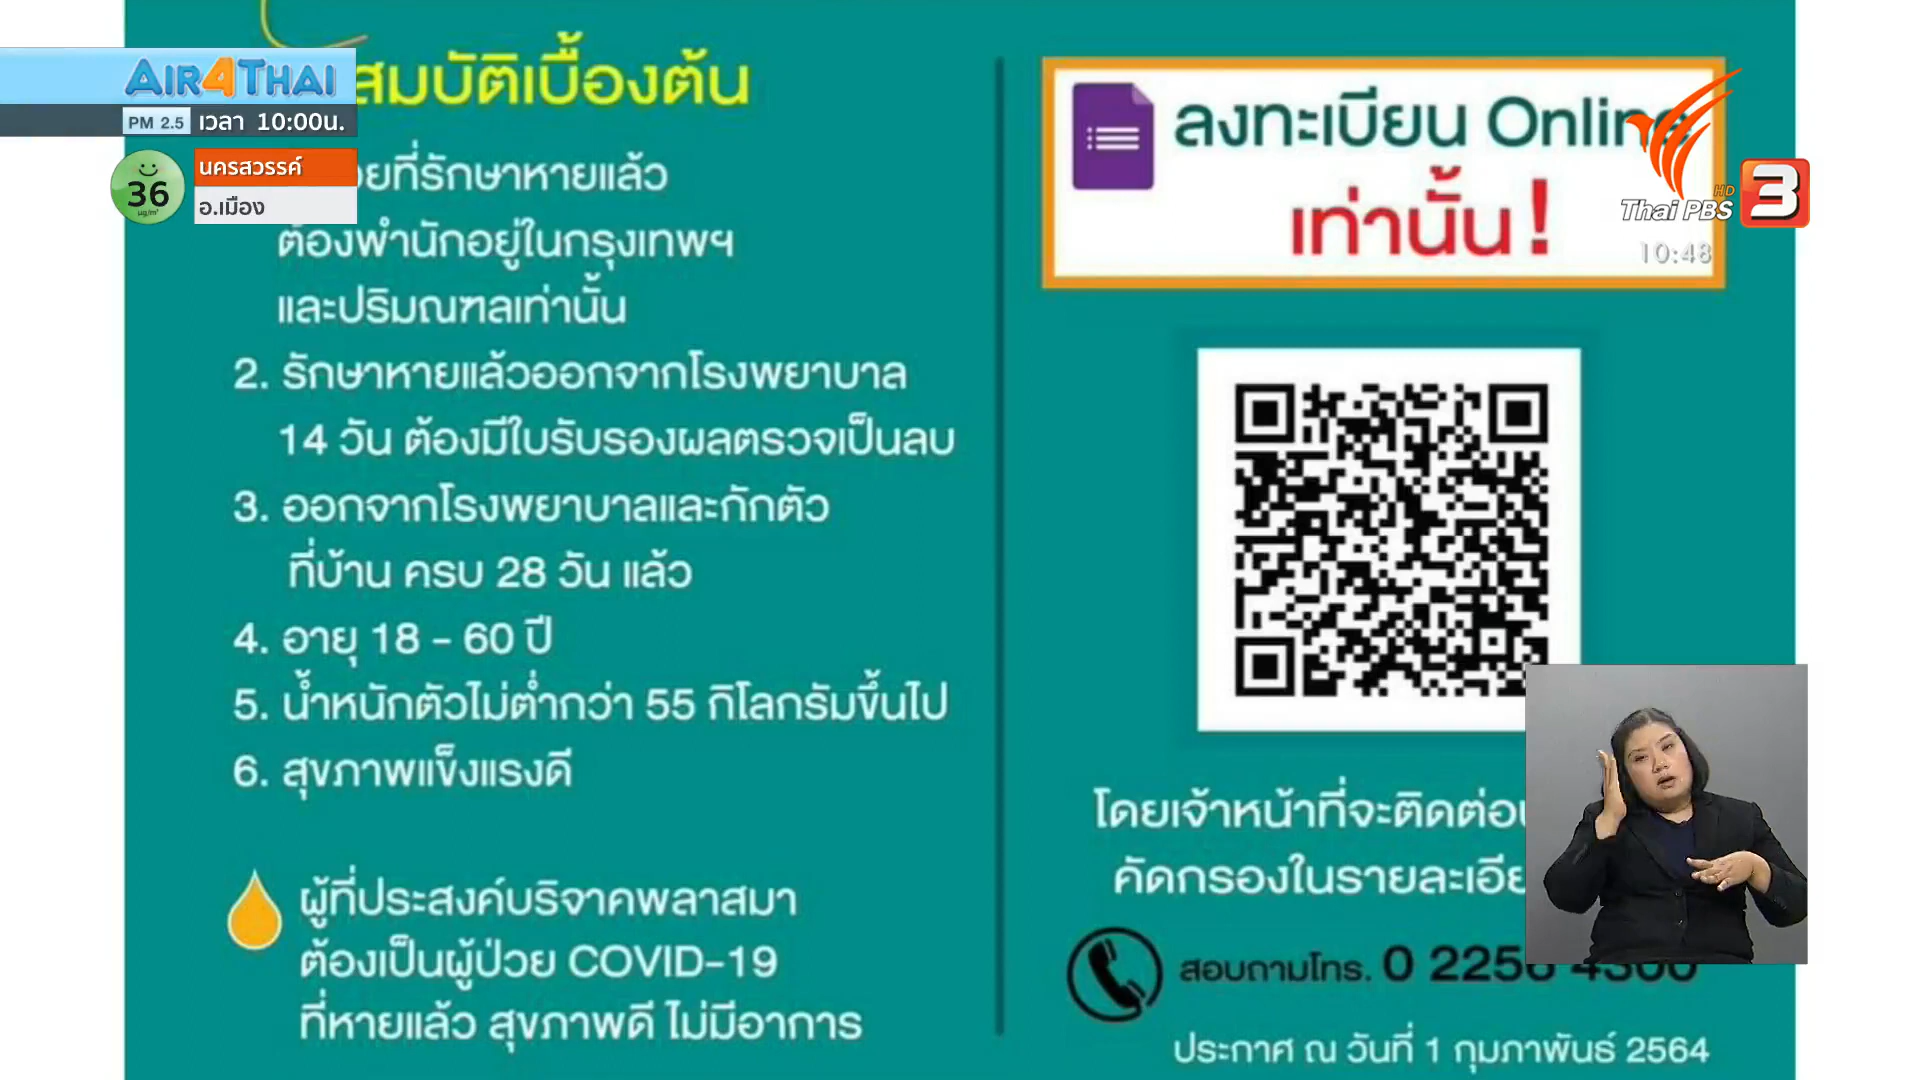 AIR4THAI
PM 2.5 เวลา 10:00น.
36
µg/m³
นครสวรรค์
อ.เมือง
สมบัติเบื้องต้น
ที่รักษาหายแล้ว
ต้องพำนักอยู่ในกรุงเทพฯ
และปริมณฑลเท่านั้น
2. รักษาหายแล้วออกจากโรงพยาบาล
14 วัน ต้องมีใบรับรองผลตรวจเป็นลบ
3. ออกจากโรงพยาบาลและกักตัว
ที่บ้าน ครบ 28 วัน แล้ว
4. อายุ 18 - 60 ปี
5. น้ำหนักตัวไม่ต่ำกว่า 55 กิโลกรัมขึ้นไป
6. สุขภาพแข็งแรงดี
ผู้ที่ประสงค์บริจาคพลาสมา
ต้องเป็นผู้ป่วย COVID-19
ที่หายแล้ว สุขภาพดี ไม่มีอาการ
ลงทะเบียน Online
เท่านั้น !
HD
Thai PBS 3
10:48
โดยเจ้าหน้าที่จะติดต่อ
คัดกรองในรายละเอีย
สอบถามโทร. 0 2256 4300
ประกาศ ณ วันที่ 1 กุมภาพันธ์ 2564